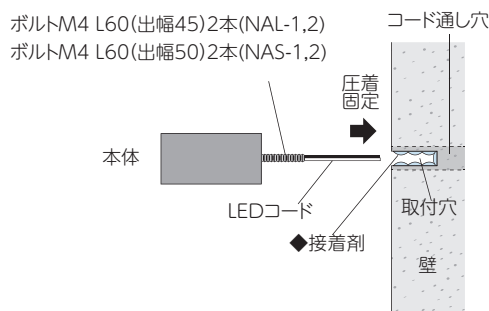 ボルトM4 L60(出幅45)2本(NAL-1,2)
ボルトM4 L60(出幅50)2本(NAS-1,2)
コード通し穴
圧着
固定
本体
LEDコード
取付穴
◆接着剤
壁